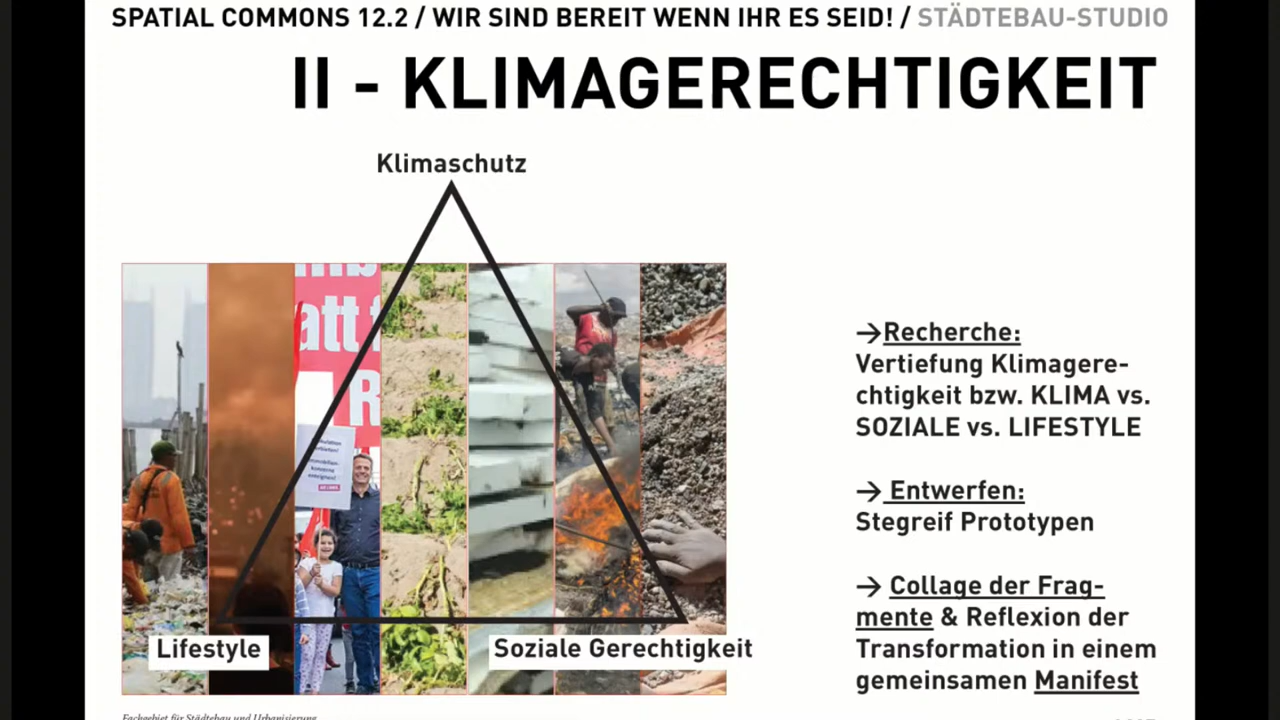 SPATIAL COMMONS 12.2 / WIR SIND BEREIT WENN IHR ES SEID! / STÄDTEBAU-STUDIO
II - KLIMAGERECHTIGKEIT
Klimaschutz
att
R
Lifestyle
Soziale Gerechtigkeit
→Recherche:
Vertiefung Klimagere-
chtigkeit bzw. KLIMA vs.
SOZIALE vs. LIFESTYLE
→ Entwerfen:
Stegreif Prototypen
→ Collage der Frag-
mente & Reflexion der
Transformation in einem
gemeinsamen Manifest
Fachgebiet für Städtebau und Urbanisierung